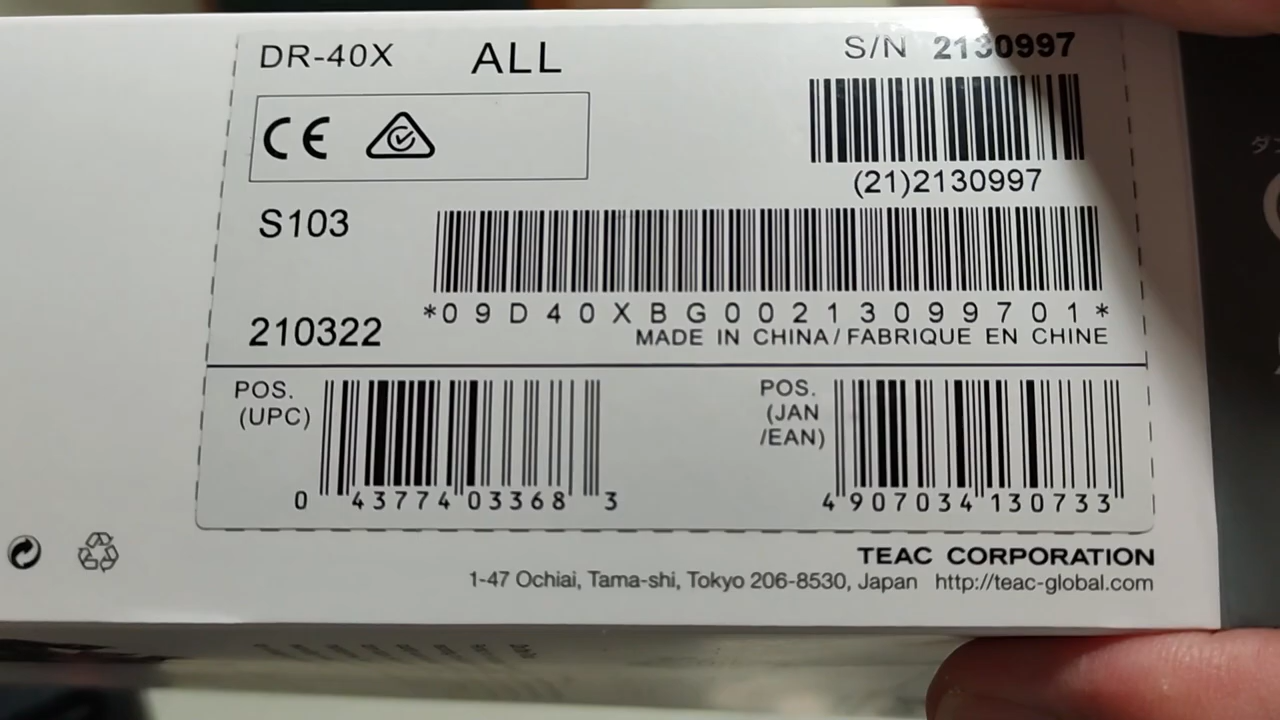 DR-40X ALL S/N 2130997
CE
(21)2130997
S103
*09D40XBG00213099701*
210322
MADE IN CHINA/FABRIQUE EN CHINE
POS.
(UPC)
0 43774 03368 3
POS.
(JAN
/EAN)
4 907034 130733
TEAC CORPORATION
1-47 Ochiai, Tama-shi, Tokyo 206-8530, Japan http://teac-global.com